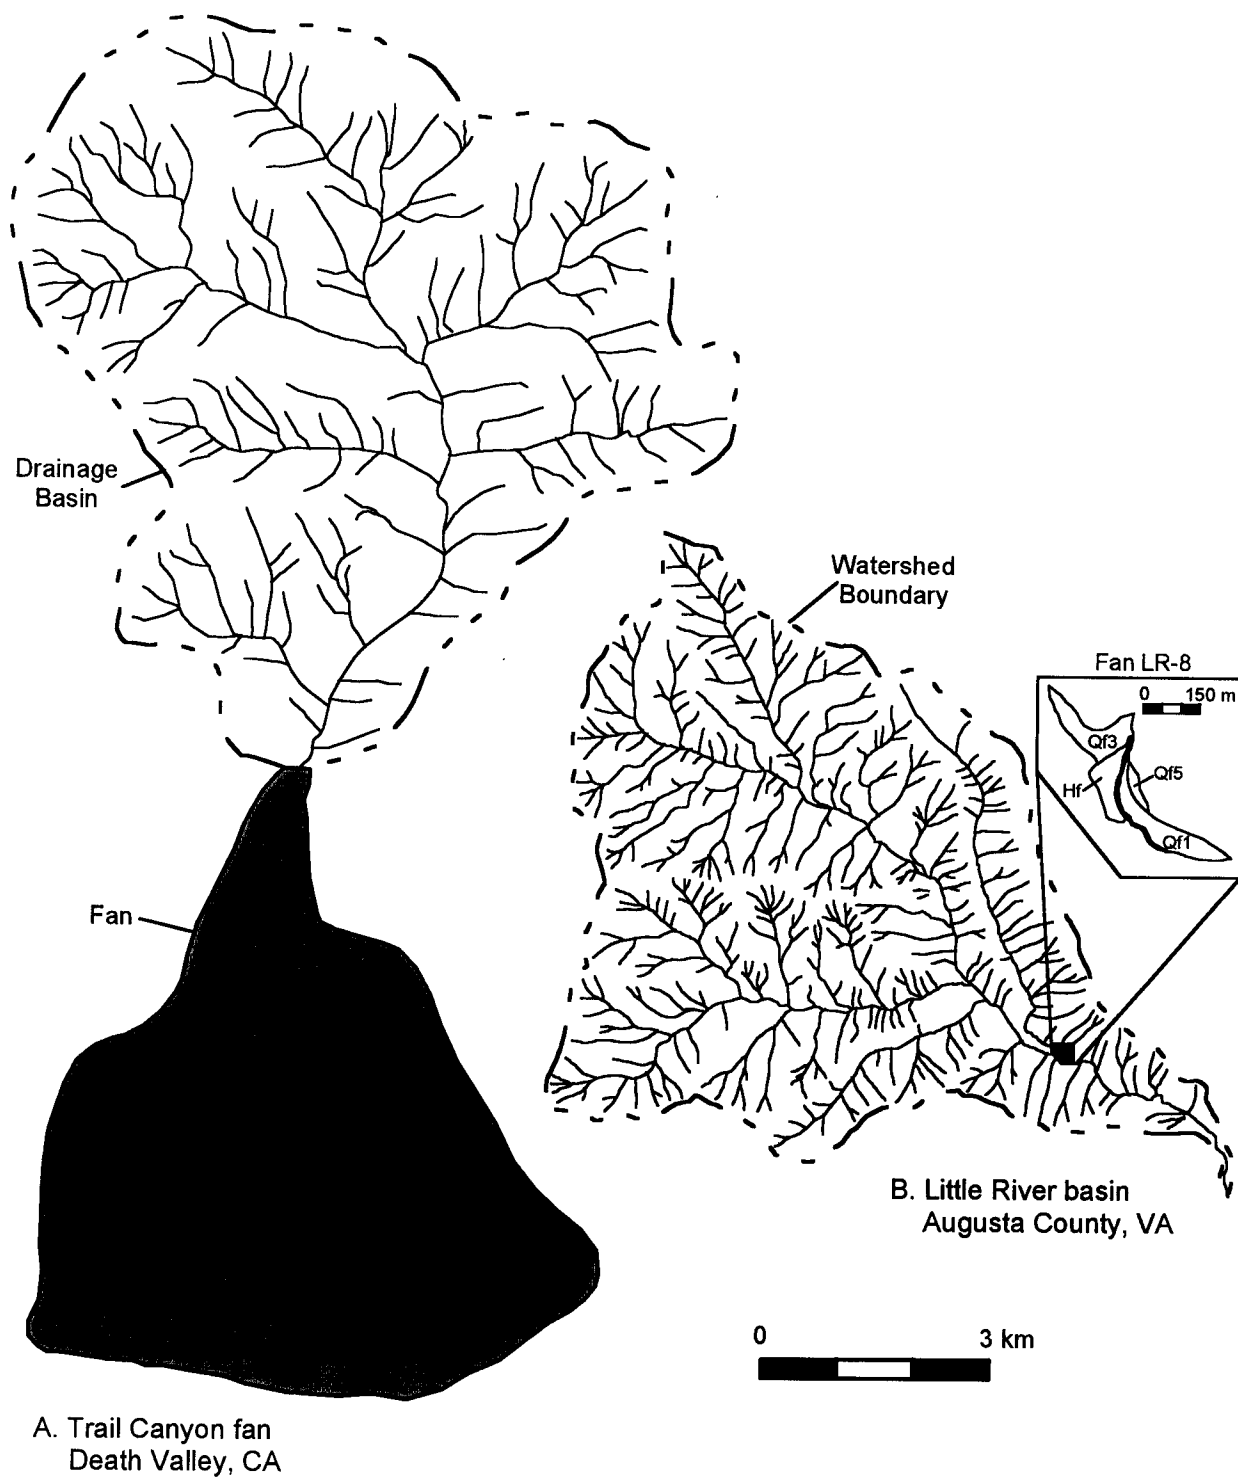 Drainage
Basin
Watershed
Boundary
Fan LR-8
0 150 m
Qf3
Hf
Qf5
Qf1
Fan
B. Little River basin
Augusta County, VA
0 3 km
A. Trail Canyon fan
Death Valley, CA